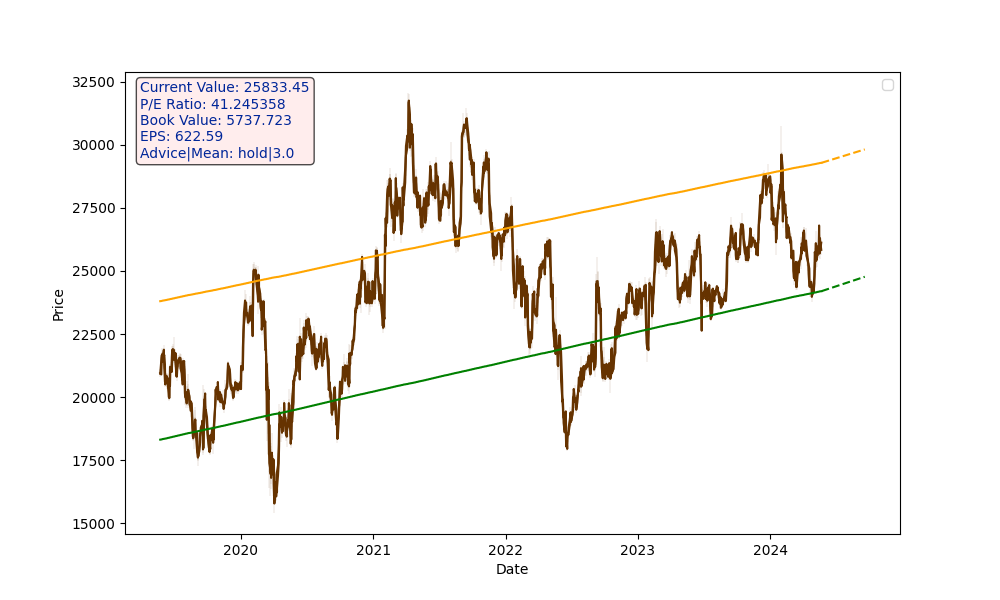 32500
30000
27500
25000
22500
20000
17500
15000
Price
Current Value: 25833.45
P/E Ratio: 41.245358
Book Value: 5737.723
EPS: 622.59
Advice|Mean: hold|3.0
2020
2021
2022
2023
2024
Date